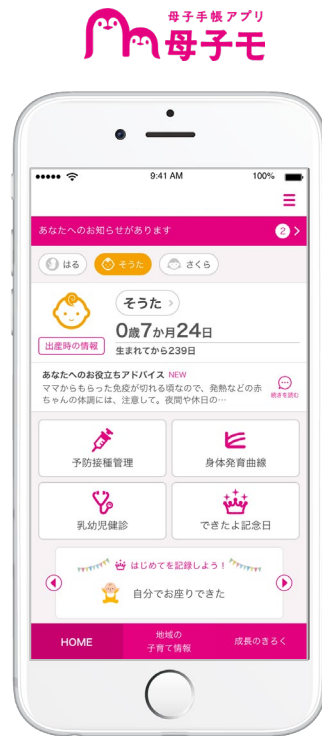 母子手帳アプリ
母子モ
9:41 AM
100%
あなたへのお知らせがあります
2
はる
そうた
さくら
そうた
0歳7か月24日
出産時の情報
生まれてから239日
あなたへのお役立ちアドバイス NEW
ママからもらった免疫が切れる頃なので、発熱などの赤
ちゃんの体調には、注意して。夜間や休日の…
続きを読む
予防接種管理
身体発育曲線
乳幼児健診
できたよ記念日
はじめてを記録しよう!
自分でお座りできた
HOME
地域の
子育て情報
成長のきろく